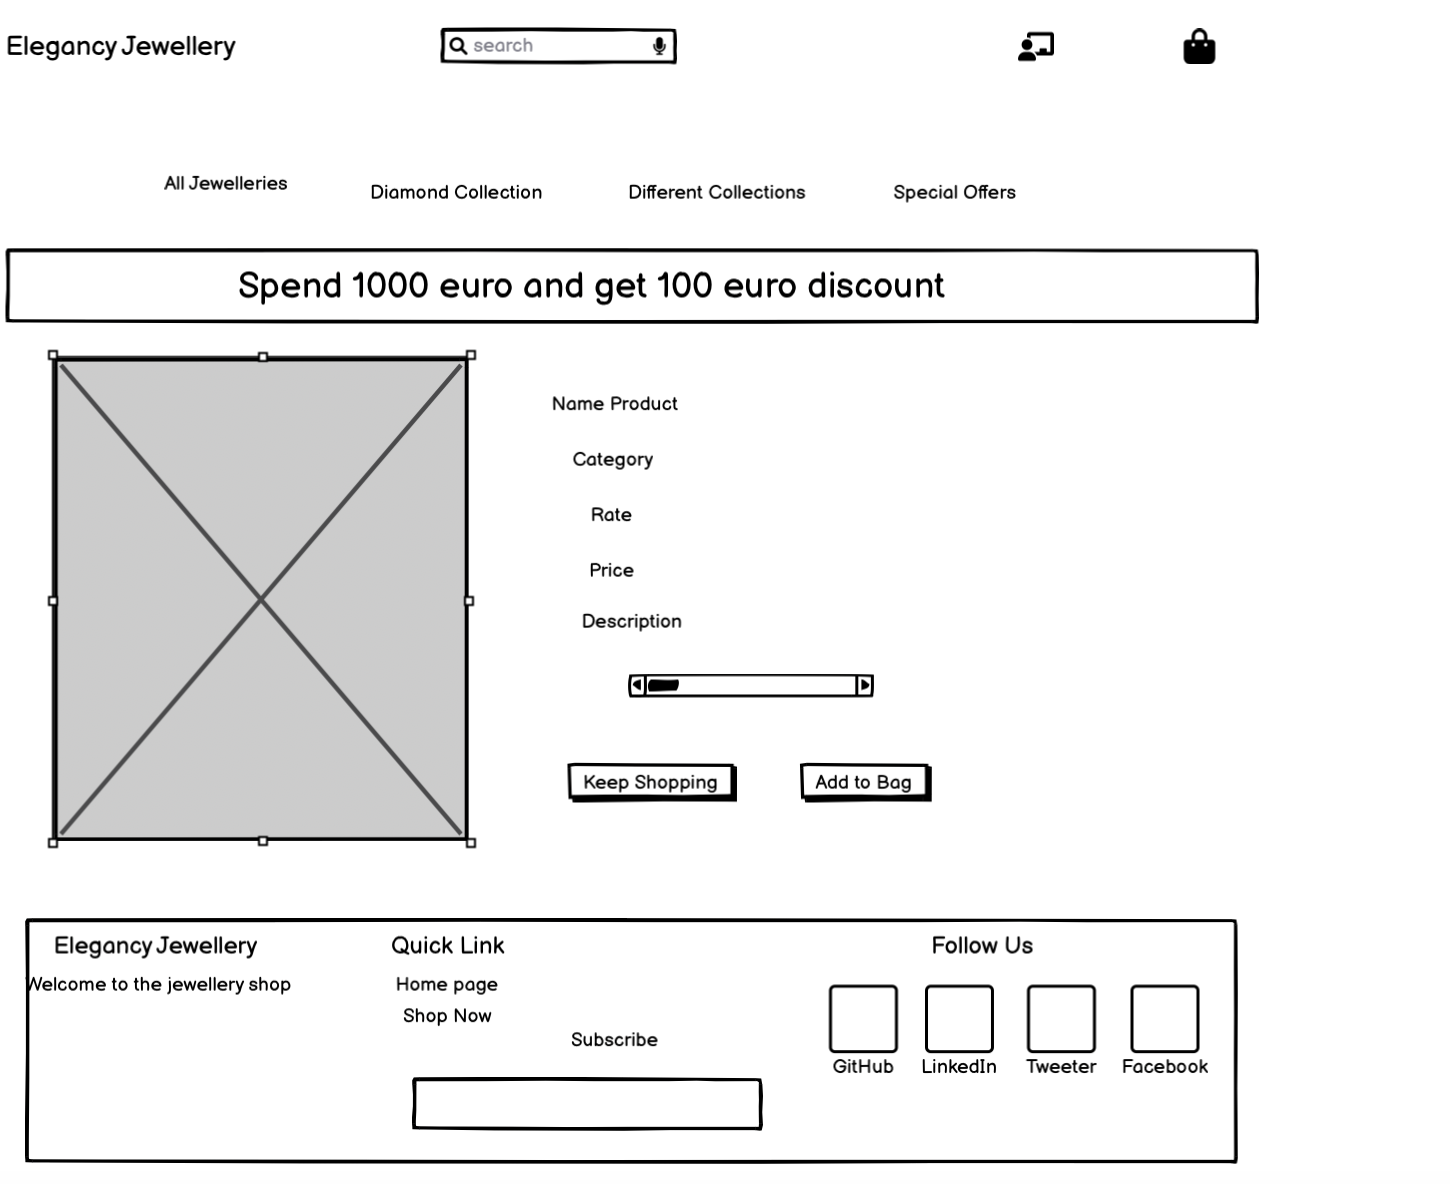 Elegancy Jewellery
search
All Jewelleries
Diamond Collection
Different Collections
Special Offers
Spend 1000 euro and get 100 euro discount
Name Product
Category
Rate
Price
Description
Keep Shopping
Add to Bag
Elegancy Jewellery
Welcome to the jewellery shop
Quick Link
Home page
Shop Now
Subscribe
Follow Us
GitHub
LinkedIn
Tweeter
Facebook